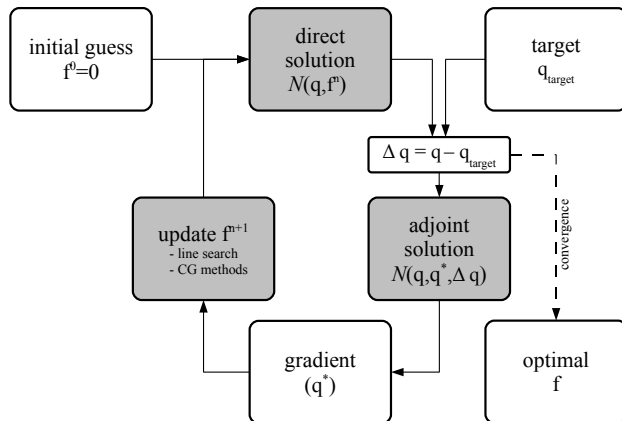 initial guess
f⁰=0
direct
solution
N(q,fⁿ)
target
q_target
Δ q = q – q_target
update fⁿ⁺¹
- line search
- CG methods
adjoint
solution
N(q,q*,Δ q)
convergence
gradient
(q*)
optimal
f